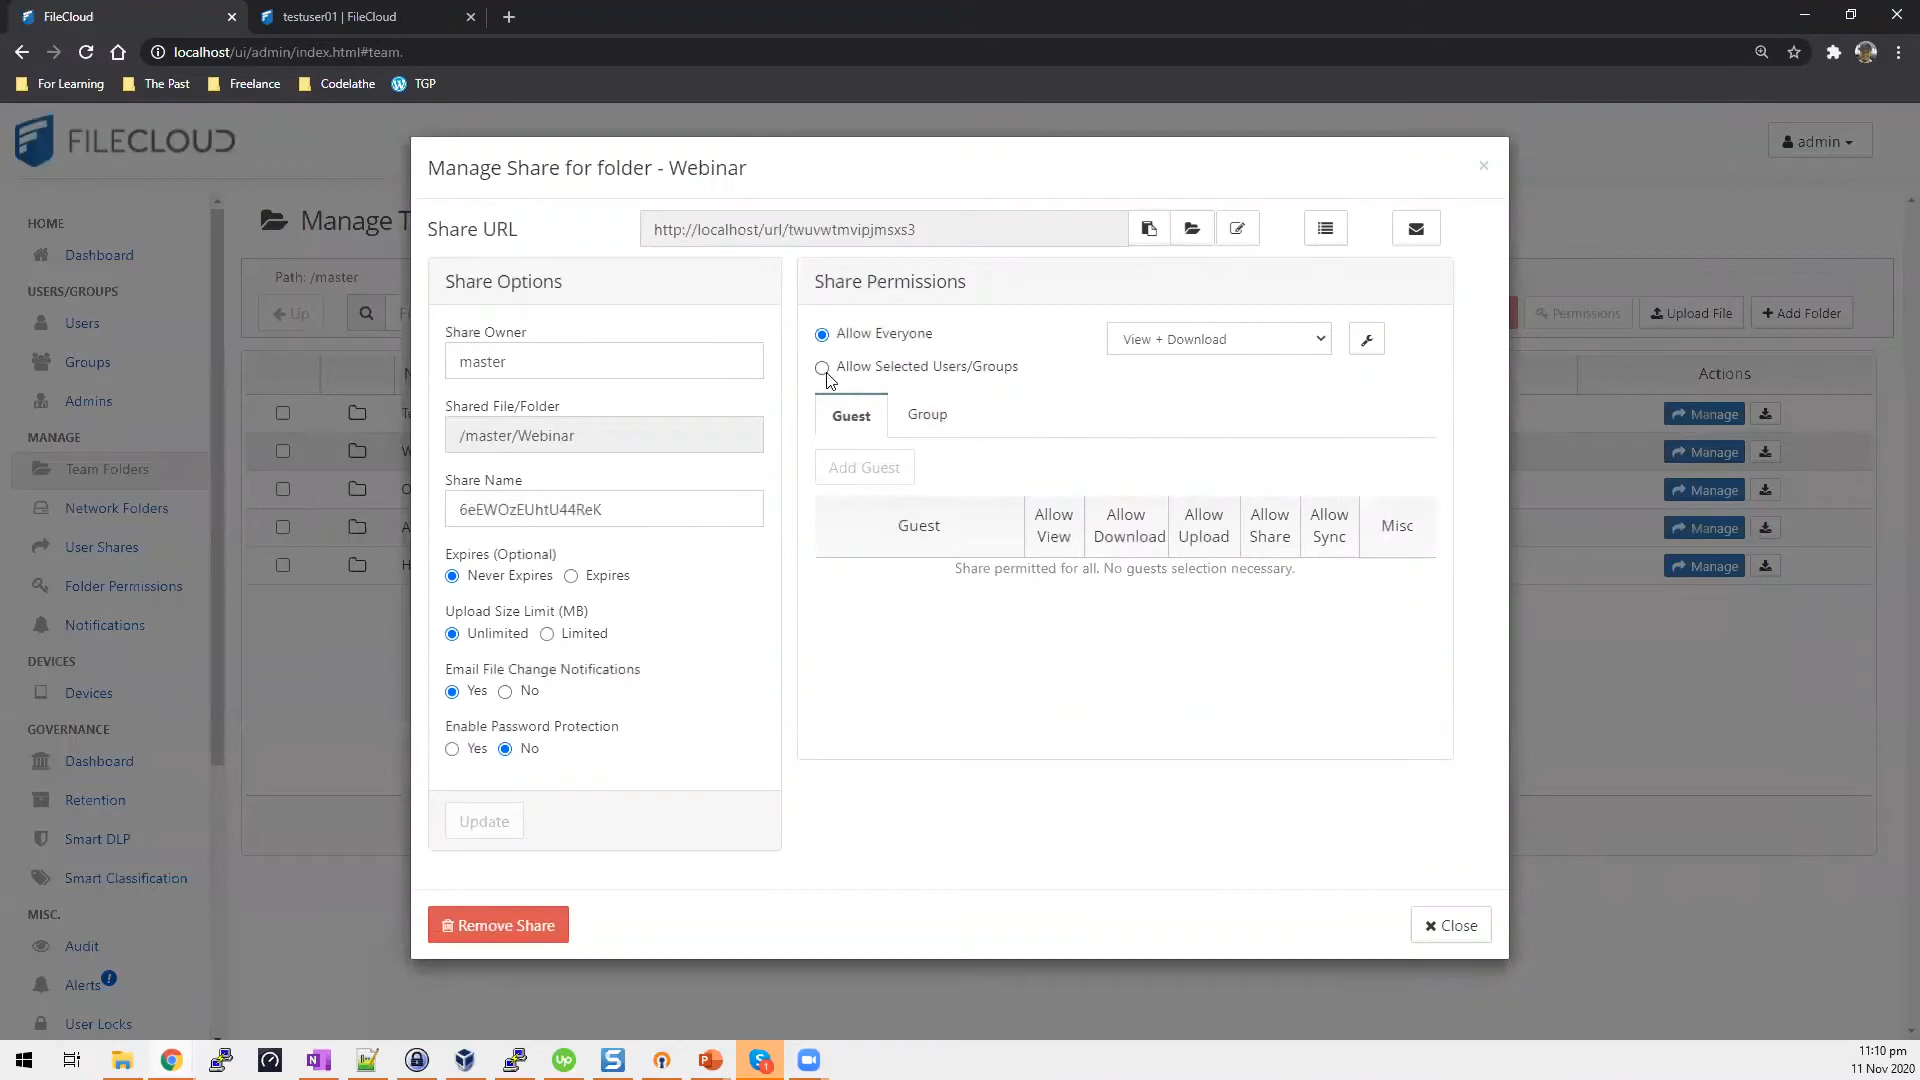 FileCloud
testuser01 | FileCloud
localhost/ui/admin/index.html#team.
For Learning
The Past
Freelance
Codelathe
TGP
FILECLOUD
admin
HOME
Dashboard
USERS/GROUPS
Users
Groups
Admins
MANAGE
Team Folders
Network Folders
User Shares
Folder Permissions
Notifications
DEVICES
Devices
GOVERNANCE
Dashboard
Retention
Smart DLP
Smart Classification
MISC.
Audit
Alerts
User Locks
Manage T
Path: /master
Up
Permissions
Upload File
Add Folder
Actions
Manage
Manage
Manage
Manage
Manage
Manage Share for folder - Webinar
Share URL
http://localhost/url/twuvwtmvipjmsxs3
Share Options
Share Owner
master
Shared File/Folder
/master/Webinar
Share Name
6eEWOzEUhtU44ReK
Expires (Optional)
Never Expires Expires
Upload Size Limit (MB)
Unlimited Limited
Email File Change Notifications
Yes No
Enable Password Protection
Yes No
Update
Share Permissions
Allow Everyone
View + Download
Allow Selected Users/Groups
Guest Group
Add Guest
Guest
Allow View
Allow Download
Allow Upload
Allow Share
Allow Sync
Misc
Share permitted for all. No guests selection necessary.
Remove Share
Close
11:10 pm
11 Nov 2020